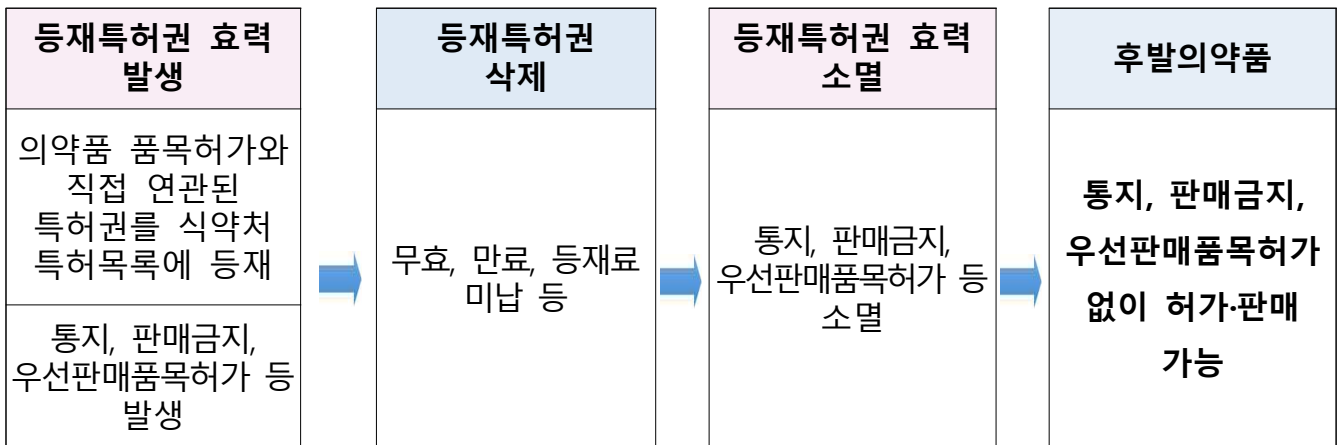 등재특허권 효력
발생
의약품 품목허가와
직접 연관된
특허권를 식약처
특허목록에 등재
통지, 판매금지,
우선판매품목허가 등
발생
등재특허권
삭제
무효, 만료, 등재료
미납 등
등재특허권 효력
소멸
통지, 판매금지,
우선판매품목허가 등
소멸
후발의약품
통지, 판매금지,
우선판매품목허가
없이 허가·판매
가능